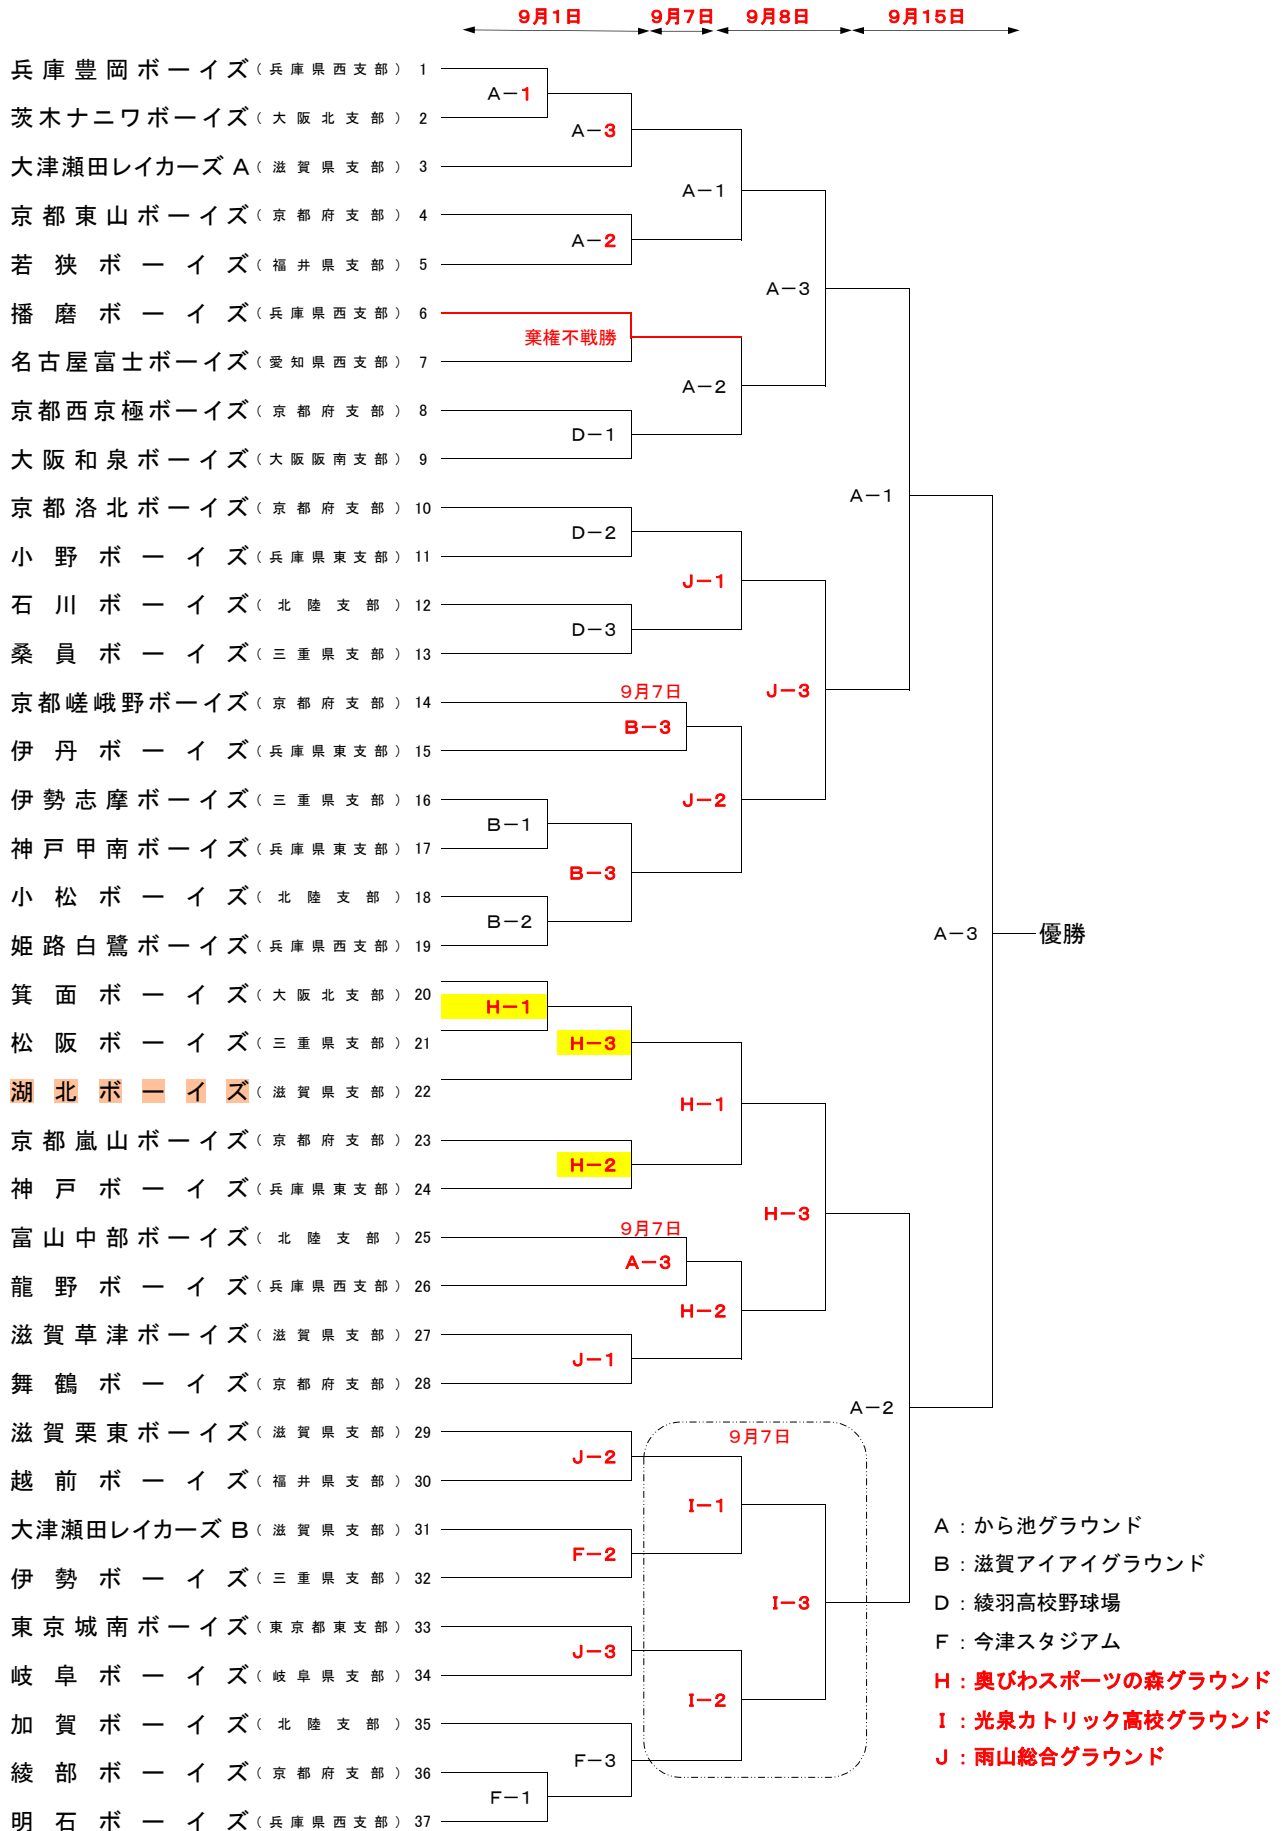 9月1日 9月7日 9月8日 9月15日
兵庫豊岡ボーイズ（兵庫県西支部） 1
A－1
茨木ナニワボーイズ（大阪北支部） 2
A－3
大津瀬田レイカーズ A（滋賀県支部） 3
A－1
京都東山ボーイズ（京都府支部） 4
A－2
若狭ボーイズ（福井県支部） 5
A－3
播磨ボーイズ（兵庫県西支部） 6
棄権不戦勝
名古屋富士ボーイズ（愛知県西支部） 7
A－2
京都西京極ボーイズ（京都府支部） 8
D－1
大阪和泉ボーイズ（大阪阪南支部） 9
A－1
京都洛北ボーイズ（京都府支部） 10
D－2
小野ボーイズ（兵庫県東支部） 11
J－1
石川ボーイズ（北陸支部） 12
D－3
桑員ボーイズ（三重県支部） 13
9月7日 J－3
京都嵯峨野ボーイズ（京都府支部） 14
B－3
伊丹ボーイズ（兵庫県東支部） 15
J－2
伊勢志摩ボーイズ（三重県支部） 16
B－1
神戸甲南ボーイズ（兵庫県東支部） 17
B－3
小松ボーイズ（北陸支部） 18
B－2
A－3 優勝
姫路白鷺ボーイズ（兵庫県西支部） 19
箕面ボーイズ（大阪北支部） 20
H－1
松阪ボーイズ（三重県支部） 21
H－3
湖北ボーイズ（滋賀県支部） 22
H－1
京都嵐山ボーイズ（京都府支部） 23
H－2
神戸ボーイズ（兵庫県東支部） 24
H－3
9月7日
富山中部ボーイズ（北陸支部） 25
A－3
龍野ボーイズ（兵庫県西支部） 26
H－2
滋賀草津ボーイズ（滋賀県支部） 27
J－1
舞鶴ボーイズ（京都府支部） 28
A－2
滋賀栗東ボーイズ（滋賀県支部） 29
9月7日
J－2
越前ボーイズ（福井県支部） 30
I－1
大津瀬田レイカーズ B（滋賀県支部） 31
A：から池グラウンド
F－2
B：滋賀アイアイグラウンド
伊勢ボーイズ（三重県支部） 32
I－3
D：綾羽高校野球場
東京城南ボーイズ（東京都東支部） 33
F：今津スタジアム
J－3
岐阜ボーイズ（岐阜県支部） 34
H：奥びわスポーツの森グラウンド
I－2
I：光泉カトリック高校グラウンド
加賀ボーイズ（北陸支部） 35
J：雨山総合グラウンド
F－3
綾部ボーイズ（京都府支部） 36
F－1
明石ボーイズ（兵庫県西支部） 37